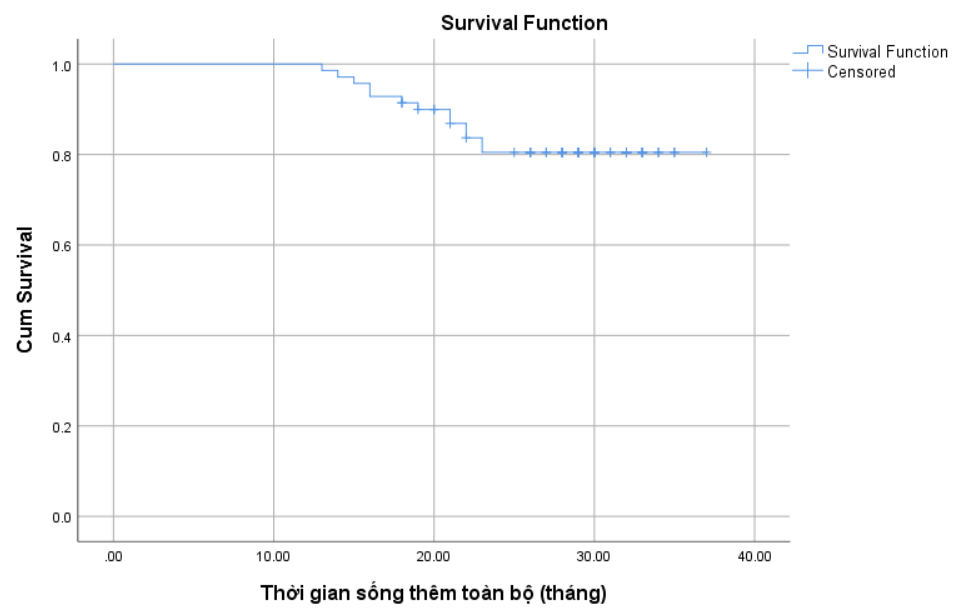 Survival Function
Survival Function
Censored
1.0
0.8
0.6
0.4
0.2
0.0
Cum Survival
.00 10.00 20.00 30.00 40.00
Thời gian sống thêm toàn bộ (tháng)